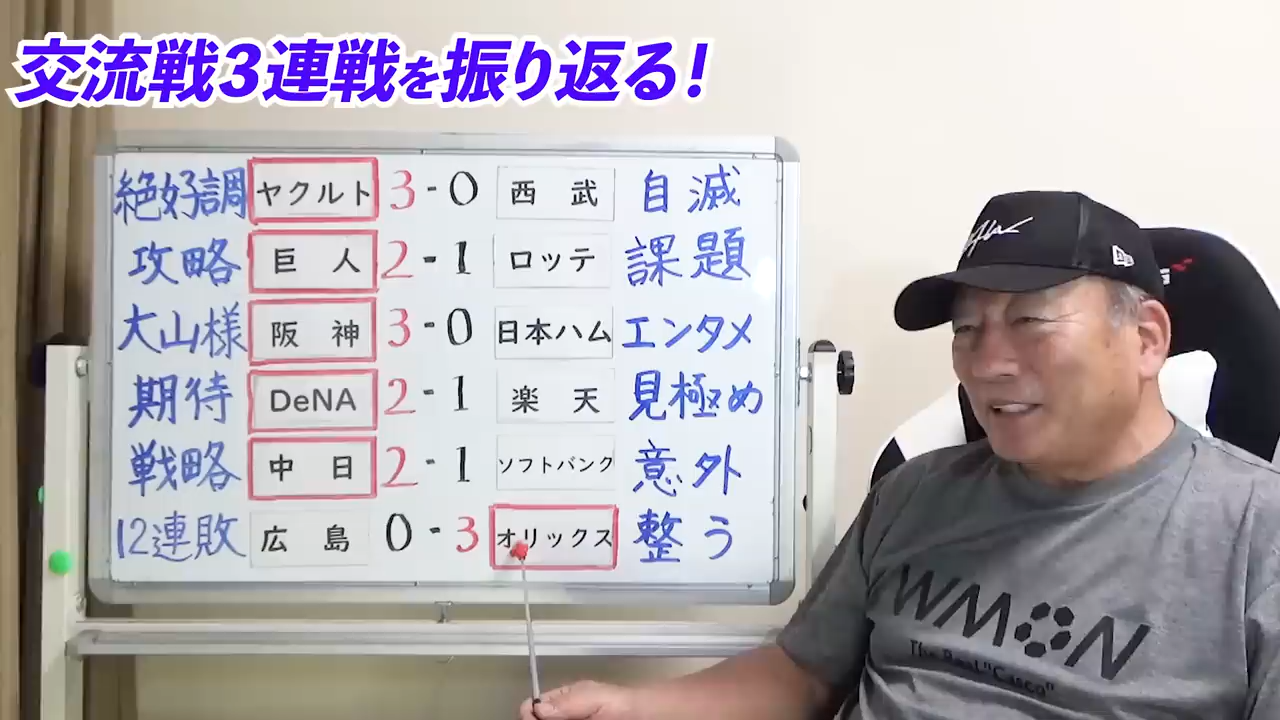 交流戦3連戦を振り返る!
絶好調 ヤクルト 3-0 西武 自滅
攻略 巨人 2-1 ロッテ 課題
大山様 阪神 3-0 日本ハム エンタメ
期待 DeNA 2-1 楽天 見極め
戦略 中日 2-1 ソフトバンク 意外
12連敗 広島 0-3 オリックス 整う
WMON
The Real "Casco"